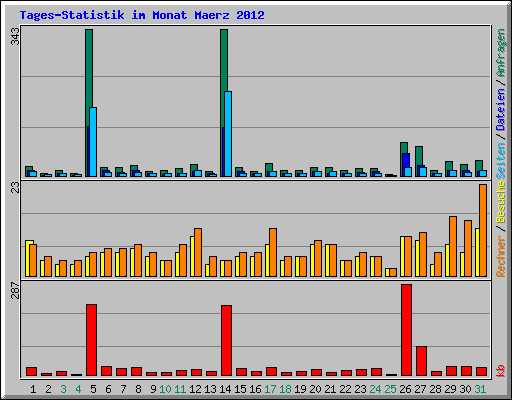 Tages-Statistik im Monat Maerz 2012
343
23
287
Anfragen / Dateien / Seiten
Rechner / Besuche
kb
1 2 3 4 5 6 7 8 9 10 11 12 13 14 15 16 17 18 19 20 21 22 23 24 25 26 27 28 29 30 31